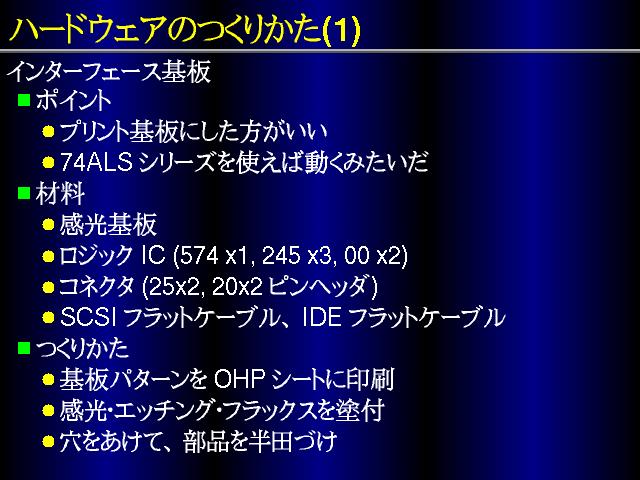 ハードウェアのつくりかた(1)
インターフェース基板
ポイント
プリント基板にした方がいい
74ALS シリーズを使えば動くみたいだ
材料
感光基板
ロジック IC (574 x1, 245 x3, 00 x2)
コネクタ (25x2, 20x2 ピンヘッダ)
SCSI フラットケーブル、IDE フラットケーブル
つくりかた
基板パターンを OHP シートに印刷
感光・エッチング・フラックスを塗付
穴をあけて、部品を半田づけ